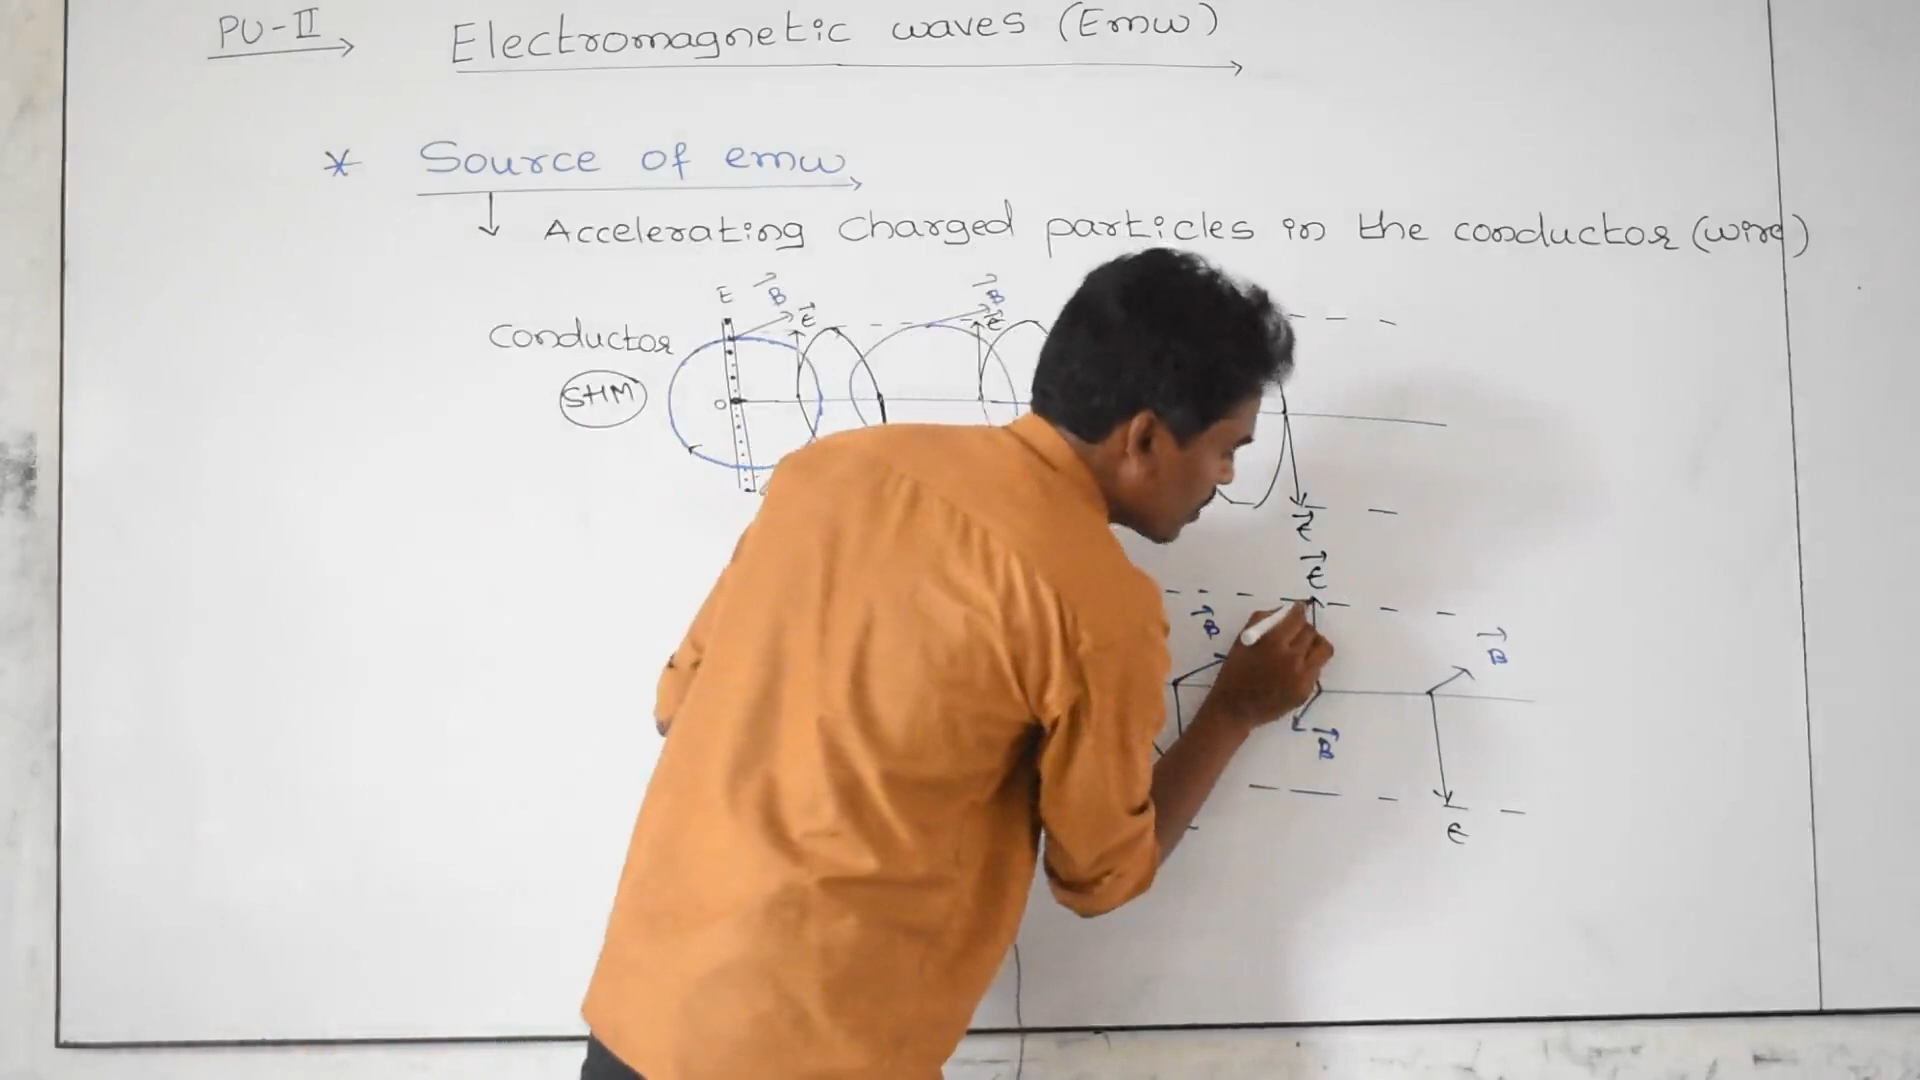 PU-II
Electromagnetic waves (Emw)
* Source of emw
Accelerating charged particles in the conductor (wire)
E B B
Conductor E E
SHM
O
E
E
B B
B
E